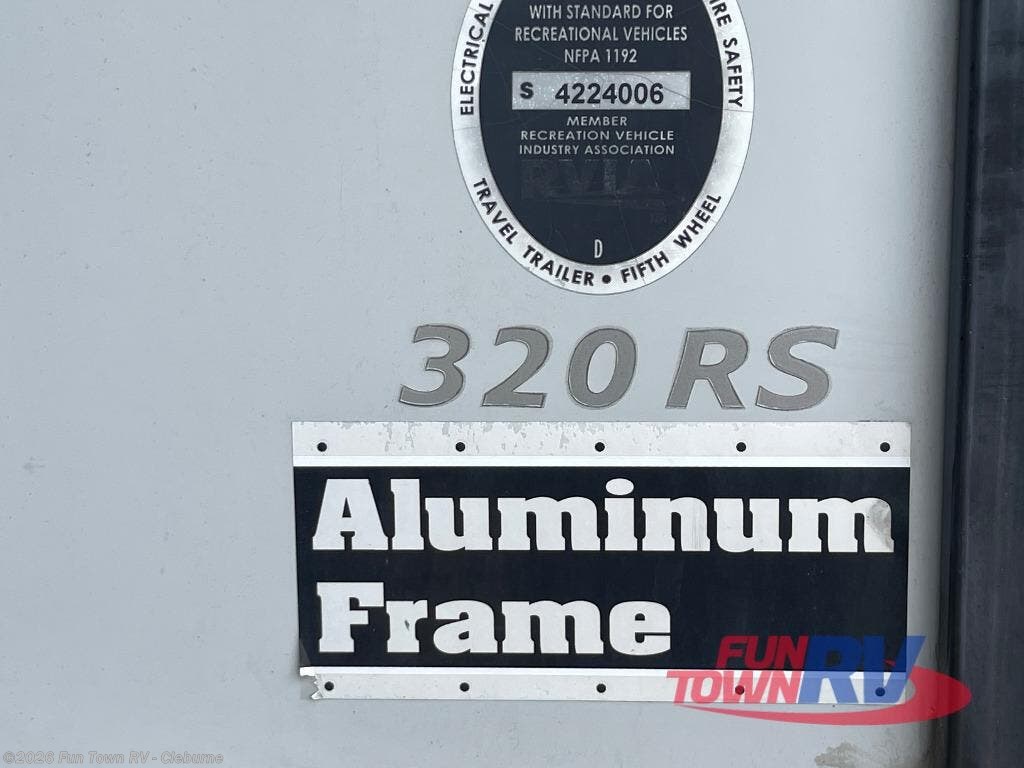 ELECTRICAL
WITH STANDARD FOR
RECREATIONAL VEHICLES
NFPA 1192
S 4224006
MEMBER
RECREATION VEHICLE
INDUSTRY ASSOCIATION
RVIA
D
SAFETY
TRAVEL TRAILER • FIFTH WHEEL
320 RS
Aluminum
Frame
FUN
TOWN RV
©2026 Fun Town RV - Cleburne